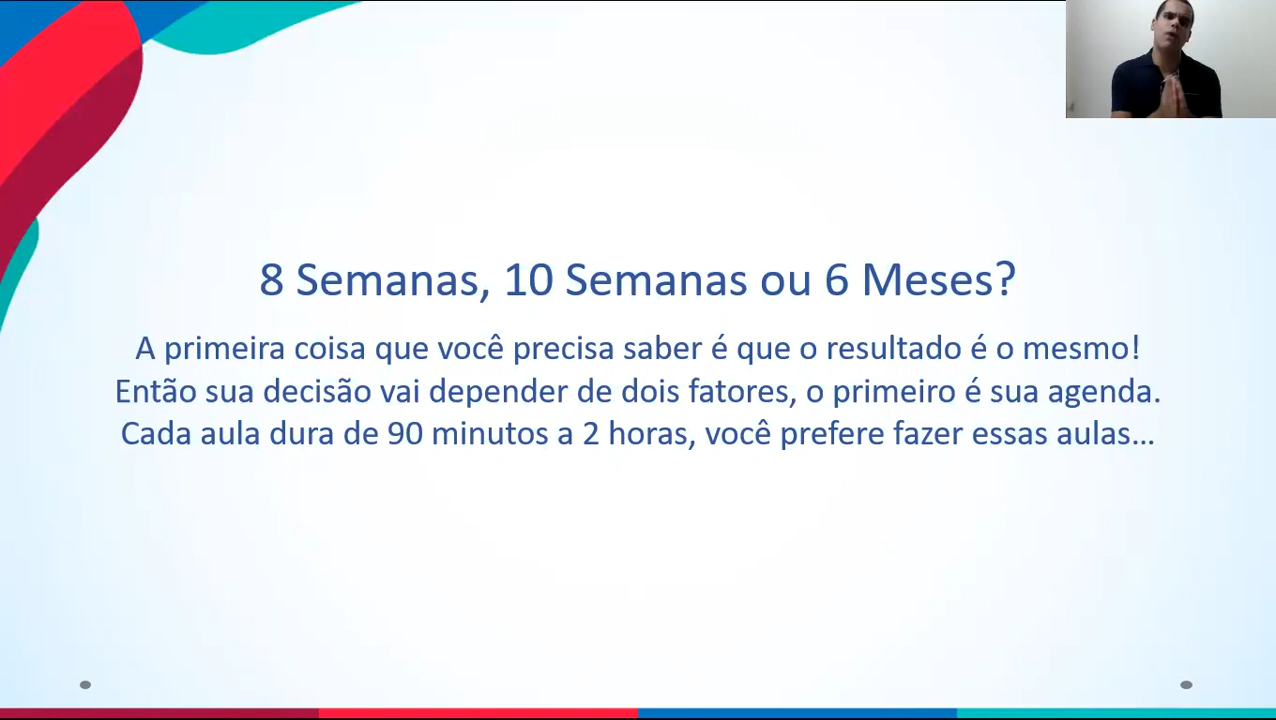 8 Semanas, 10 Semanas ou 6 Meses?
A primeira coisa que você precisa saber é que o resultado é o mesmo!
Então sua decisão vai depender de dois fatores, o primeiro é sua agenda.
Cada aula dura de 90 minutos a 2 horas, você prefere fazer essas aulas...